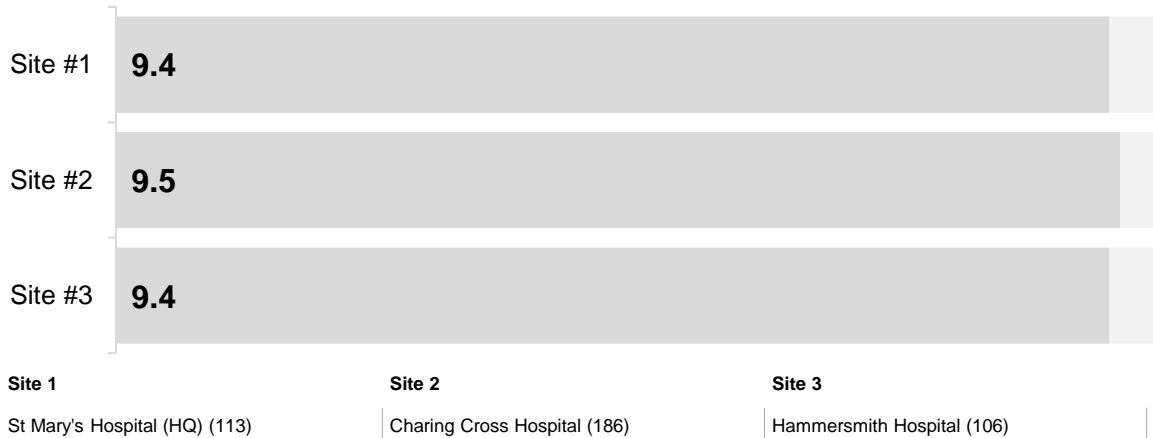 Site #1 9.4
Site #2 9.5
Site #3 9.4
Site 1 Site 2 Site 3
St Mary's Hospital (HQ) (113) Charing Cross Hospital (186) Hammersmith Hospital (106)